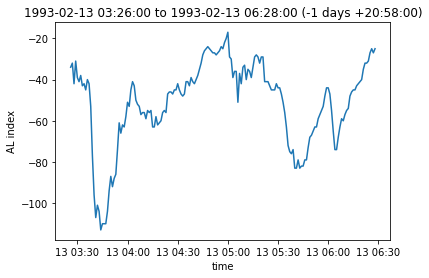 1993-02-13 03:26:00 to 1993-02-13 06:28:00 (-1 days +20:58:00)
−20
−40
−60
−80
−100
AL index
13 03:30 13 04:00 13 04:30 13 05:00 13 05:30 13 06:00 13 06:30
time